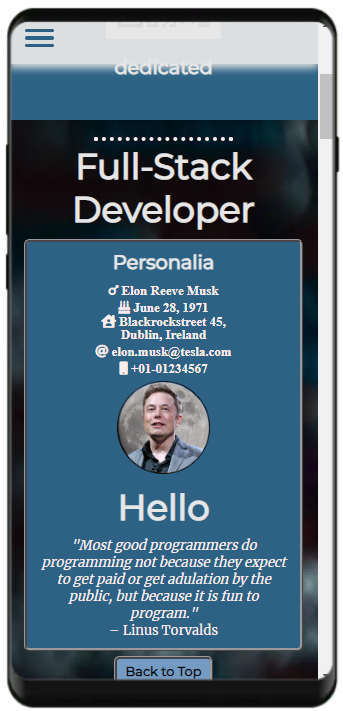 dedicated
Full-Stack
Developer
Personalia
Elon Reeve Musk
June 28, 1971
Blackrockstreet 45,
Dublin, Ireland
elon.musk@tesla.com
+01-01234567
Hello
"Most good programmers do
programming not because they expect
to get paid or get adulation by the
public, but because it is fun to
program."
– Linus Torvalds
Back to Top